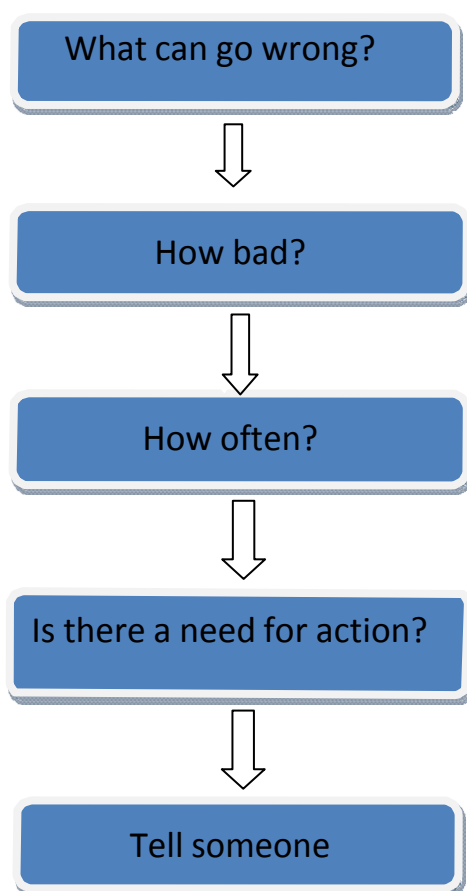 What can go wrong?
How bad?
How often?
Is there a need for action?
Tell someone